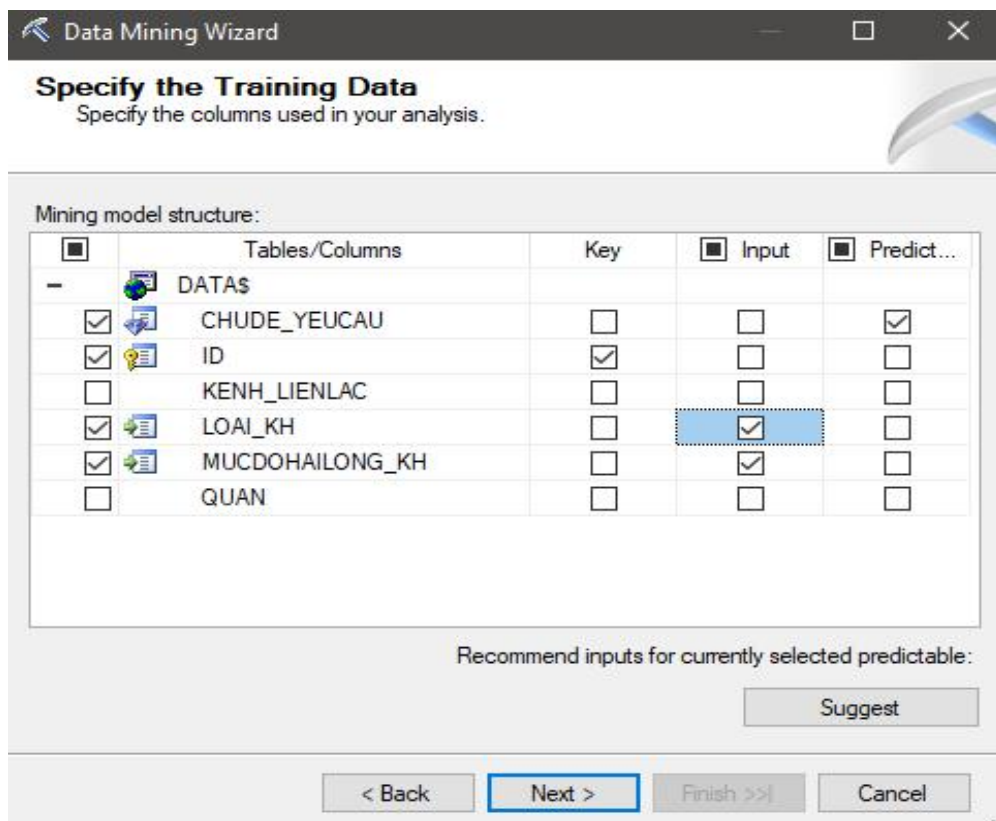 Data Mining Wizard
Specify the Training Data
Specify the columns used in your analysis.
Mining model structure:
Tables/Columns Key Input Predict...
DATA$
CHUDE_YEUCAU
ID
KENH_LIENLAC
LOAI_KH
MUCDOHAILONG_KH
QUAN
Recommend inputs for currently selected predictable:
Suggest
< Back Next > Finish >>| Cancel